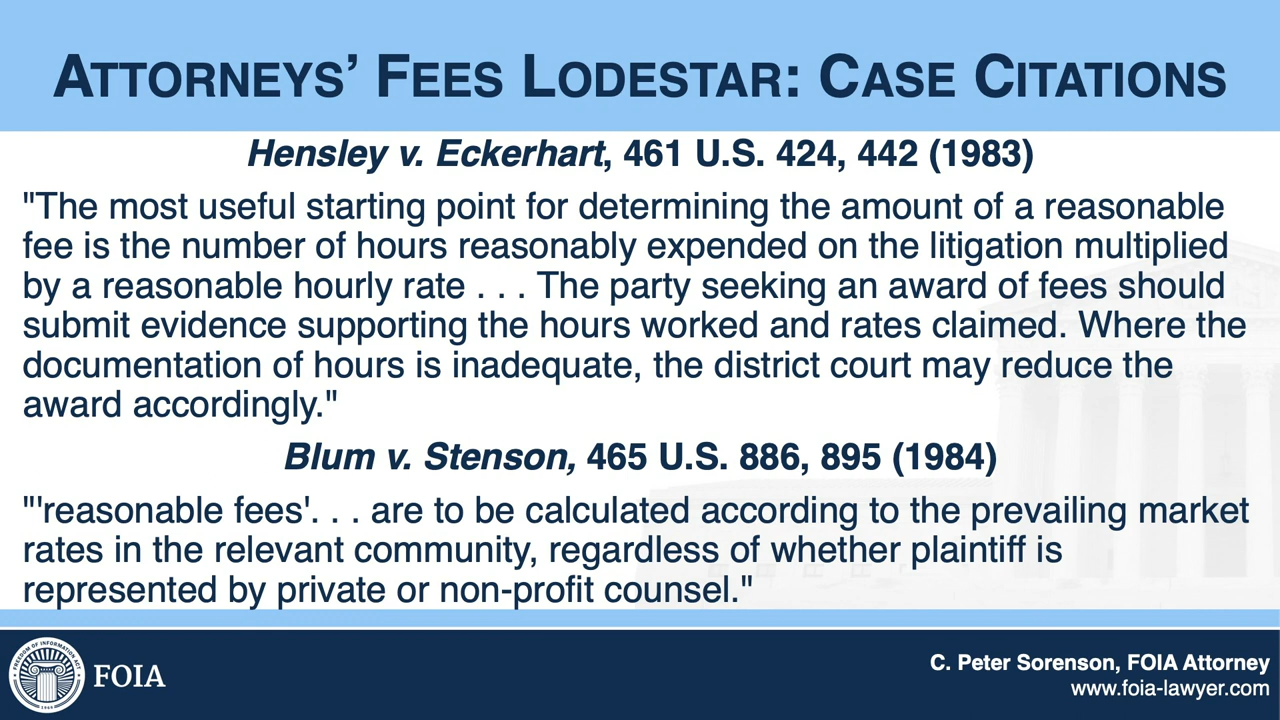 ATTORNEYS’ FEES LODESTAR: CASE CITATIONS
Hensley v. Eckerhart, 461 U.S. 424, 442 (1983)
"The most useful starting point for determining the amount of a reasonable
fee is the number of hours reasonably expended on the litigation multiplied
by a reasonable hourly rate . . . The party seeking an award of fees should
submit evidence supporting the hours worked and rates claimed. Where the
documentation of hours is inadequate, the district court may reduce the
award accordingly."
Blum v. Stenson, 465 U.S. 886, 895 (1984)
"'reasonable fees'. . . are to be calculated according to the prevailing market
rates in the relevant community, regardless of whether plaintiff is
represented by private or non-profit counsel."
FREEDOM OF INFORMATION ACT
FOIA
C. Peter Sorenson, FOIA Attorney
www.foia-lawyer.com